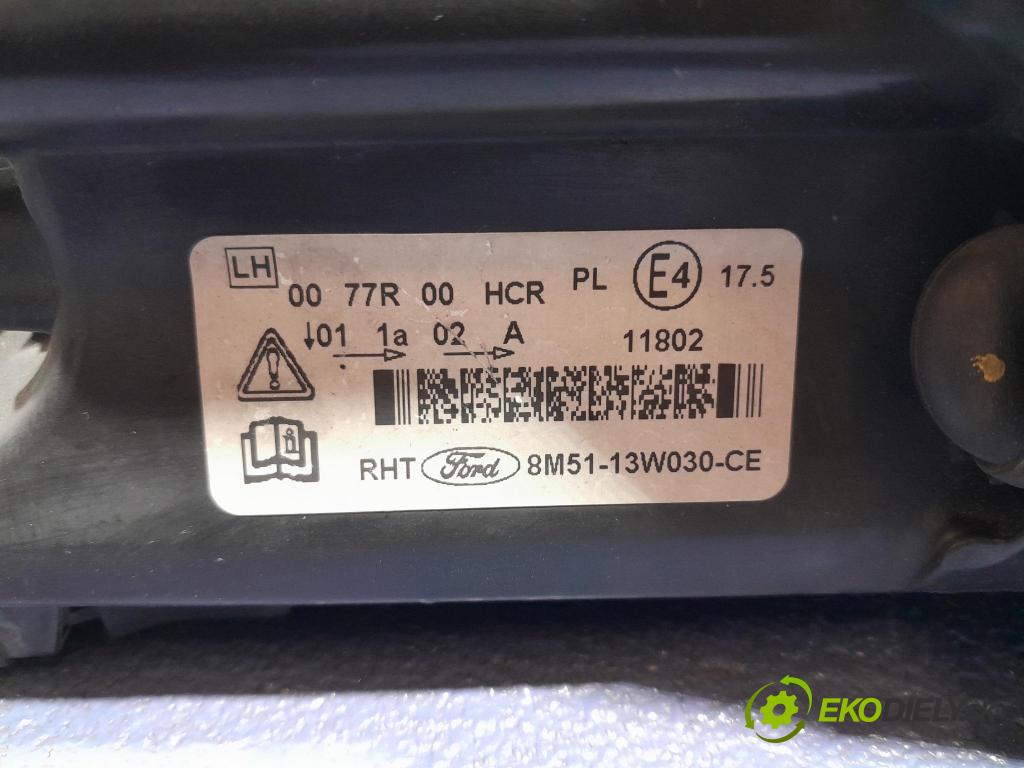 LH
00 77R 00 HCR PL E4 17.5
↓01 1a 02 A 11802
RHT Ford 8M51-13W030-CE
EKODIELY